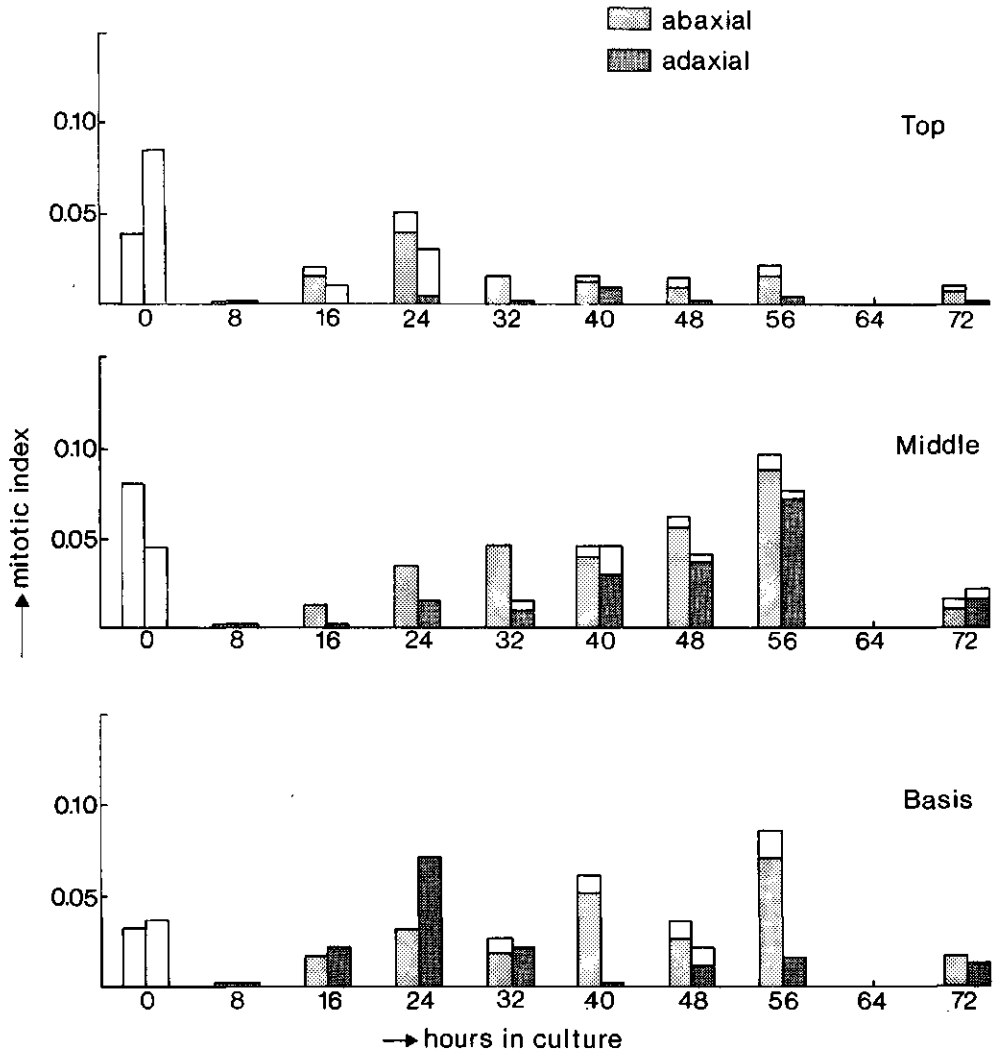 abaxial
adaxial
Top
0.10
0.05
0 8 16 24 32 40 48 56 64 72
Middle
0.10
0.05
0 8 16 24 32 40 48 56 64 72
→ mitotic index
Basis
0.10
0.05
0 8 16 24 32 40 48 56 64 72
→ hours in culture